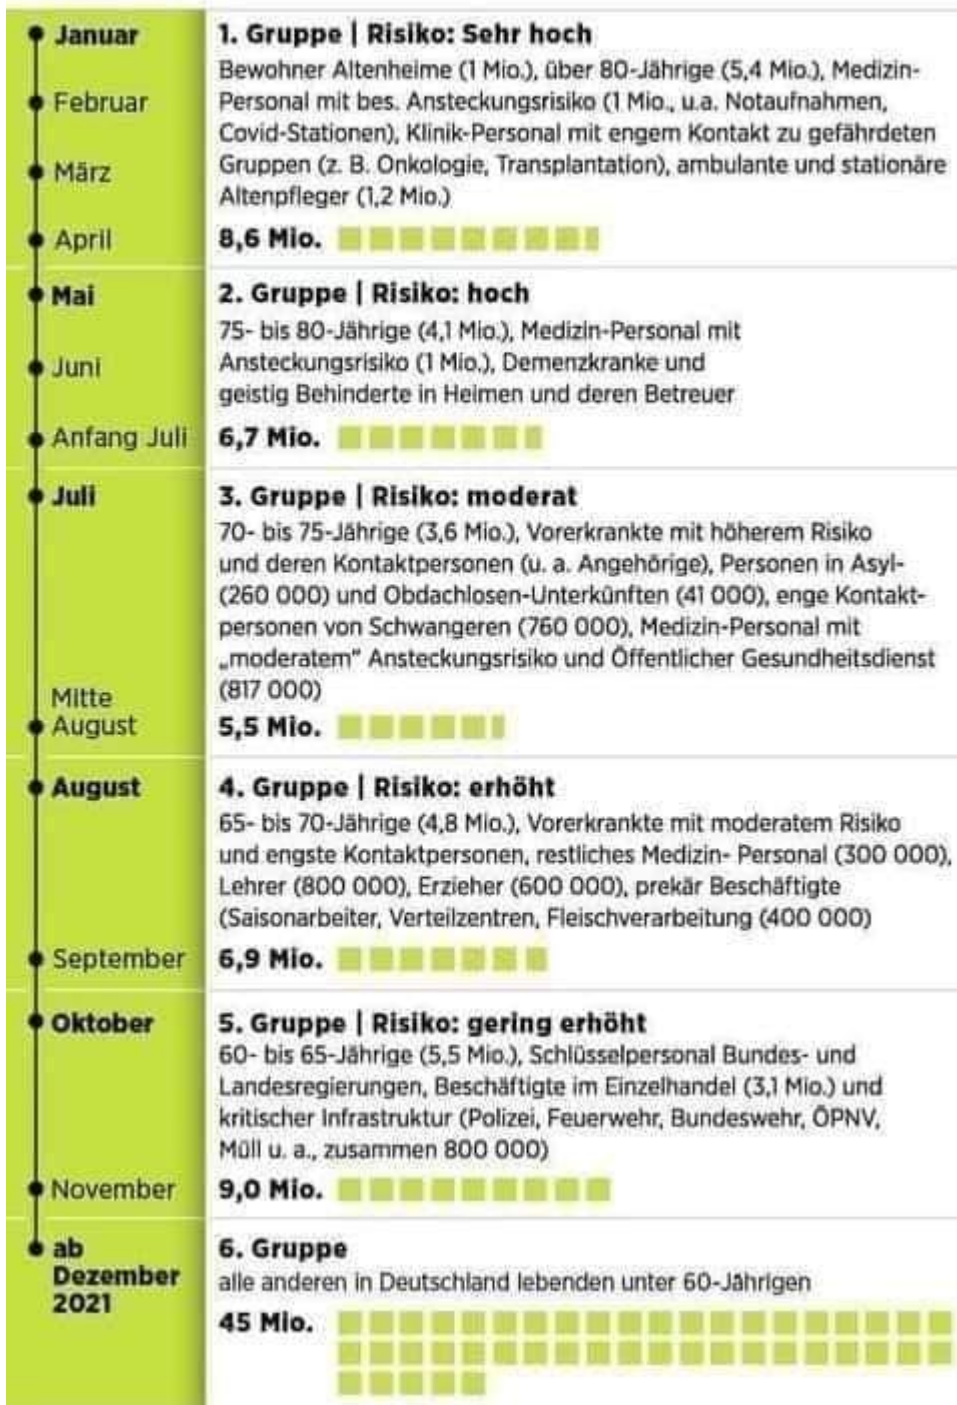 Januar
Februar
März
April
1. Gruppe | Risiko: Sehr hoch
Bewohner Altenheime (1 Mio.), über 80-Jährige (5,4 Mio.), Medizin-
Personal mit bes. Ansteckungsrisiko (1 Mio., u.a. Notaufnahmen,
Covid-Stationen), Klinik-Personal mit engem Kontakt zu gefährdeten
Gruppen (z. B. Onkologie, Transplantation), ambulante und stationäre
Altenpfleger (1,2 Mio.)
8,6 Mio.
Mai
Juni
Anfang Juli
2. Gruppe | Risiko: hoch
75- bis 80-Jährige (4,1 Mio.), Medizin-Personal mit
Ansteckungsrisiko (1 Mio.), Demenzkranke und
geistig Behinderte in Heimen und deren Betreuer
6,7 Mio.
Juli
Mitte
August
3. Gruppe | Risiko: moderat
70- bis 75-Jährige (3,6 Mio.), Vorerkrankte mit höherem Risiko
und deren Kontaktpersonen (u. a. Angehörige), Personen in Asyl-
(260 000) und Obdachlosen-Unterkünften (41 000), enge Kontakt-
personen von Schwangeren (760 000), Medizin-Personal mit
„moderatem" Ansteckungsrisiko und Öffentlicher Gesundheitsdienst
(817 000)
5,5 Mio.
August
September
4. Gruppe | Risiko: erhöht
65- bis 70-Jährige (4,8 Mio.), Vorerkrankte mit moderatem Risiko
und engste Kontaktpersonen, restliches Medizin- Personal (300 000),
Lehrer (800 000), Erzieher (600 000), prekär Beschäftigte
(Saisonarbeiter, Verteilzentren, Fleischverarbeitung (400 000)
6,9 Mio.
Oktober
November
5. Gruppe | Risiko: gering erhöht
60- bis 65-Jährige (5,5 Mio.), Schlüsselpersonal Bundes- und
Landesregierungen, Beschäftigte im Einzelhandel (3,1 Mio.) und
kritischer Infrastruktur (Polizei, Feuerwehr, Bundeswehr, ÖPNV,
Müll u. a., zusammen 800 000)
9,0 Mio.
ab
Dezember
2021
6. Gruppe
alle anderen in Deutschland lebenden unter 60-Jährigen
45 Mio.